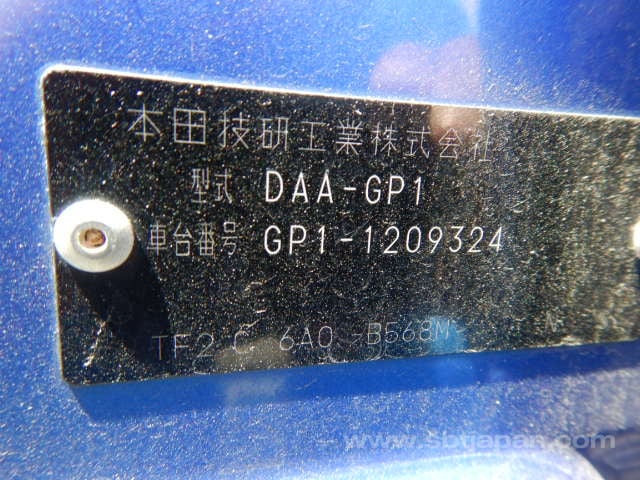 本田技研工業株式会社
型式 DAA-GP1
車台番号 GP1-1209324
TF2 C 6A0 -B568M
www.sbtjapan.com